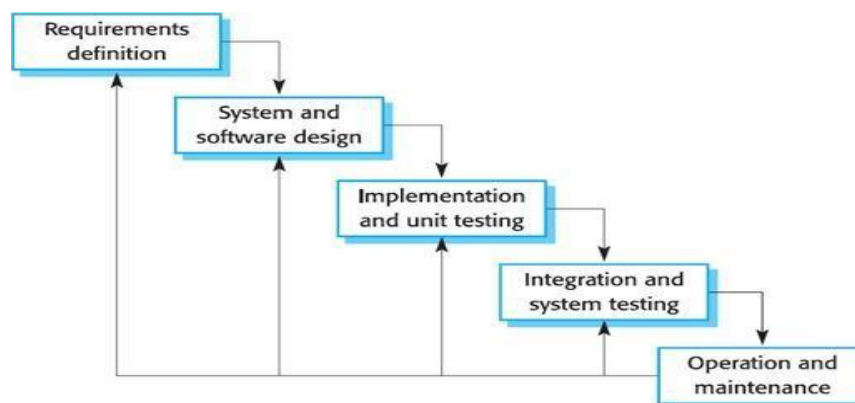 Requirements
definition
System and
software design
Implementation
and unit testing
Integration and
system testing
Operation and
maintenance